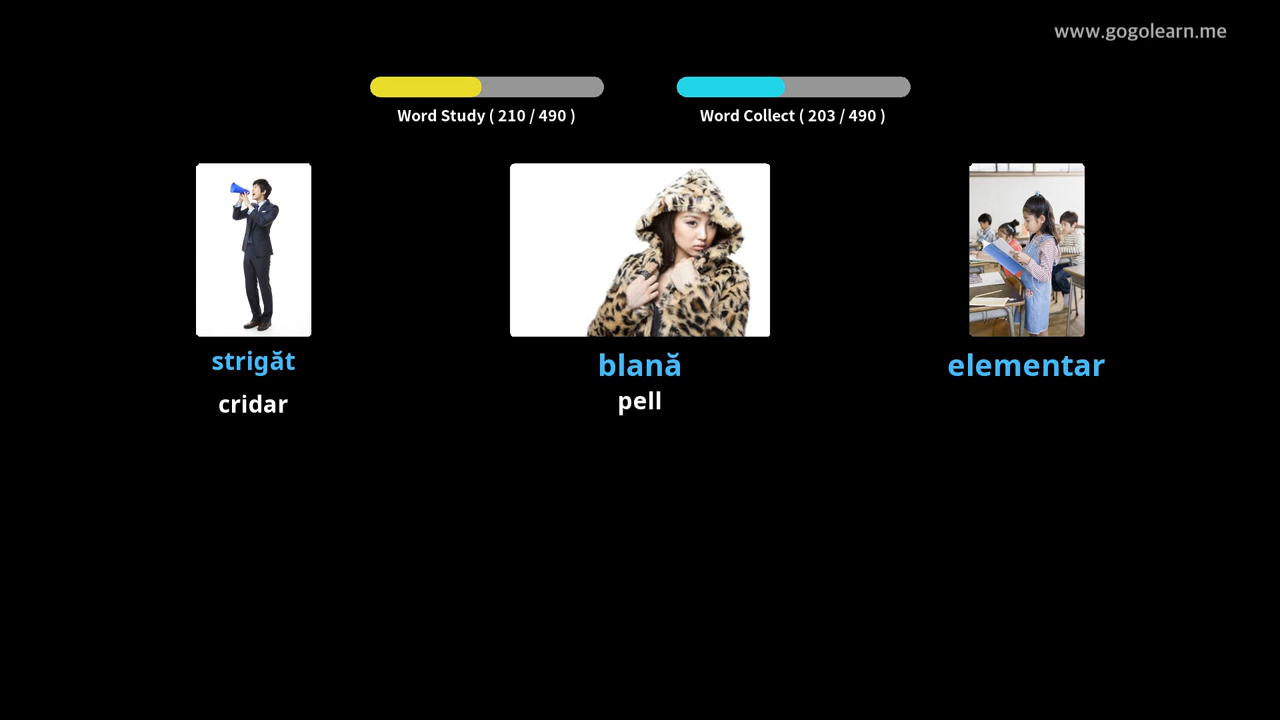 www.gogolearn.me
Word Study ( 210 / 490 )
Word Collect ( 203 / 490 )
strigăt
cridar
blană
pell
elementar